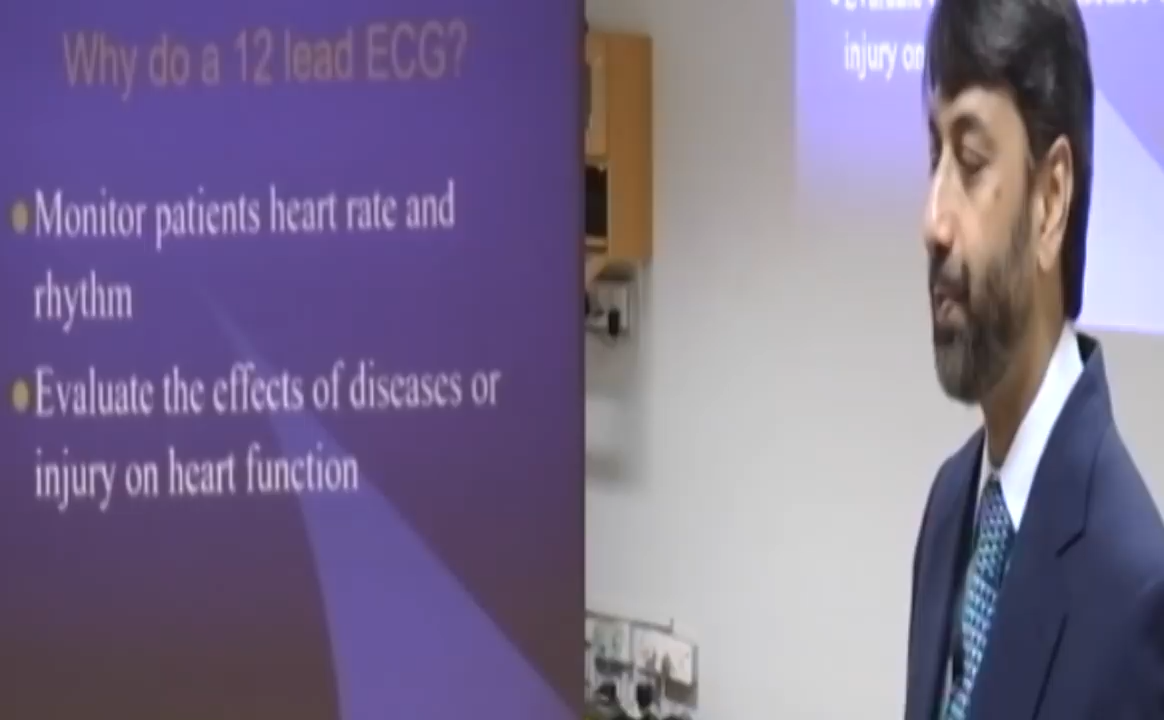 Why do a 12 lead ECG?
Monitor patients heart rate and
rhythm
Evaluate the effects of diseases or
injury on heart function
injury on